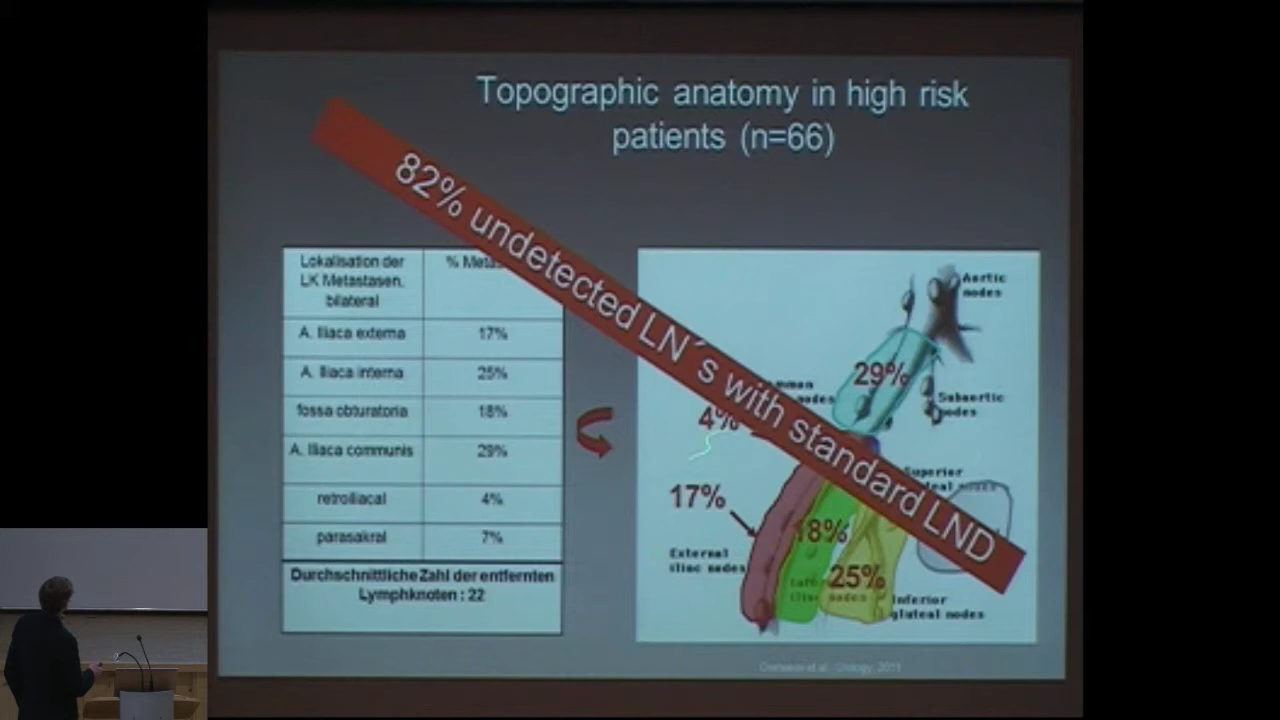 Topographic anatomy in high risk
patients (n=66)
82% undetected LN´s with standard LND
Lokalisation der
LK Metastasen,
bilateral
%
A. Iliaca externa
17%
A. Iliaca interna
25%
fossa obturatoria
18%
A. Iliaca communis
29%
retroiliacal
4%
parasakral
7%
Durchschnittliche Zahl der entfernten
Lymphknoten : 22
Aortic
nodes
29%
Subaortic
nodes
4%
nodes
Superior
17%
18%
External
iliac nodes
25%
nodes
Inferior
gluteal nodes
Urology, 2011